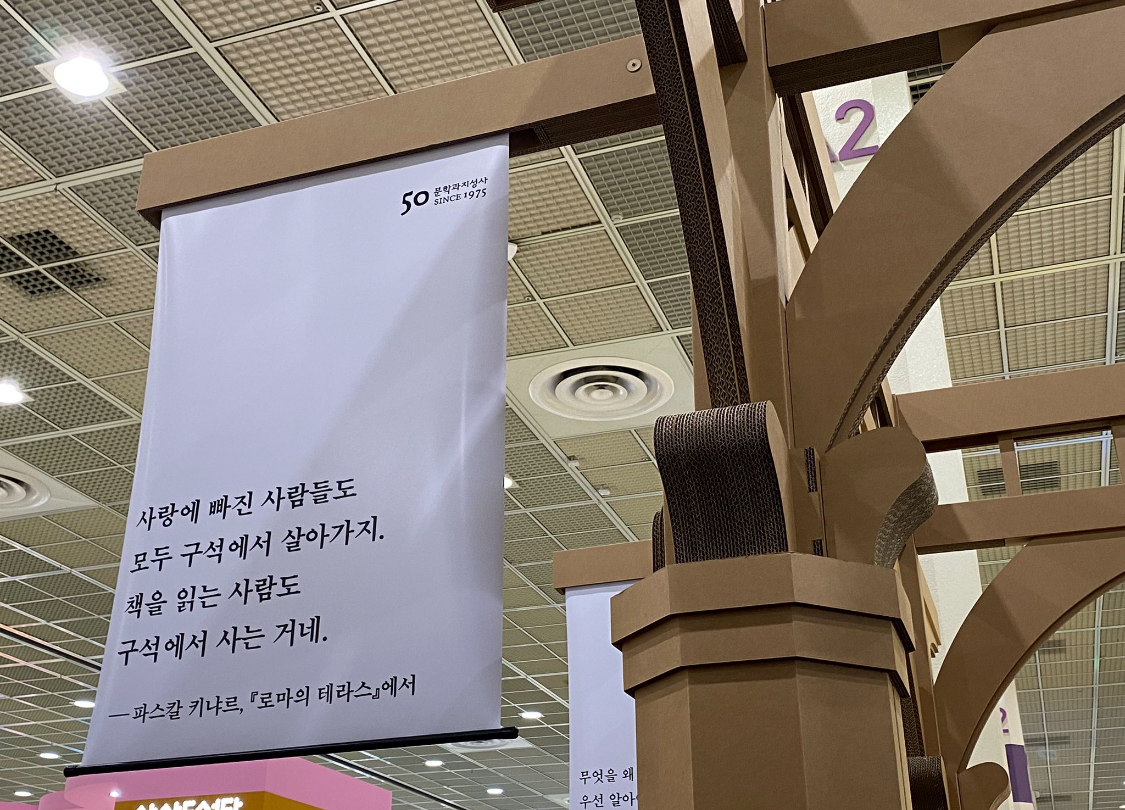 50 문학과지성사
SINCE 1975
사랑에 빠진 사람들도
모두 구석에서 살아가지.
책을 읽는 사람도
구석에서 사는 거네.
— 파스칼 키냐르, 『로마의 테라스』에서
2
무엇을 왜
우선 알아
2